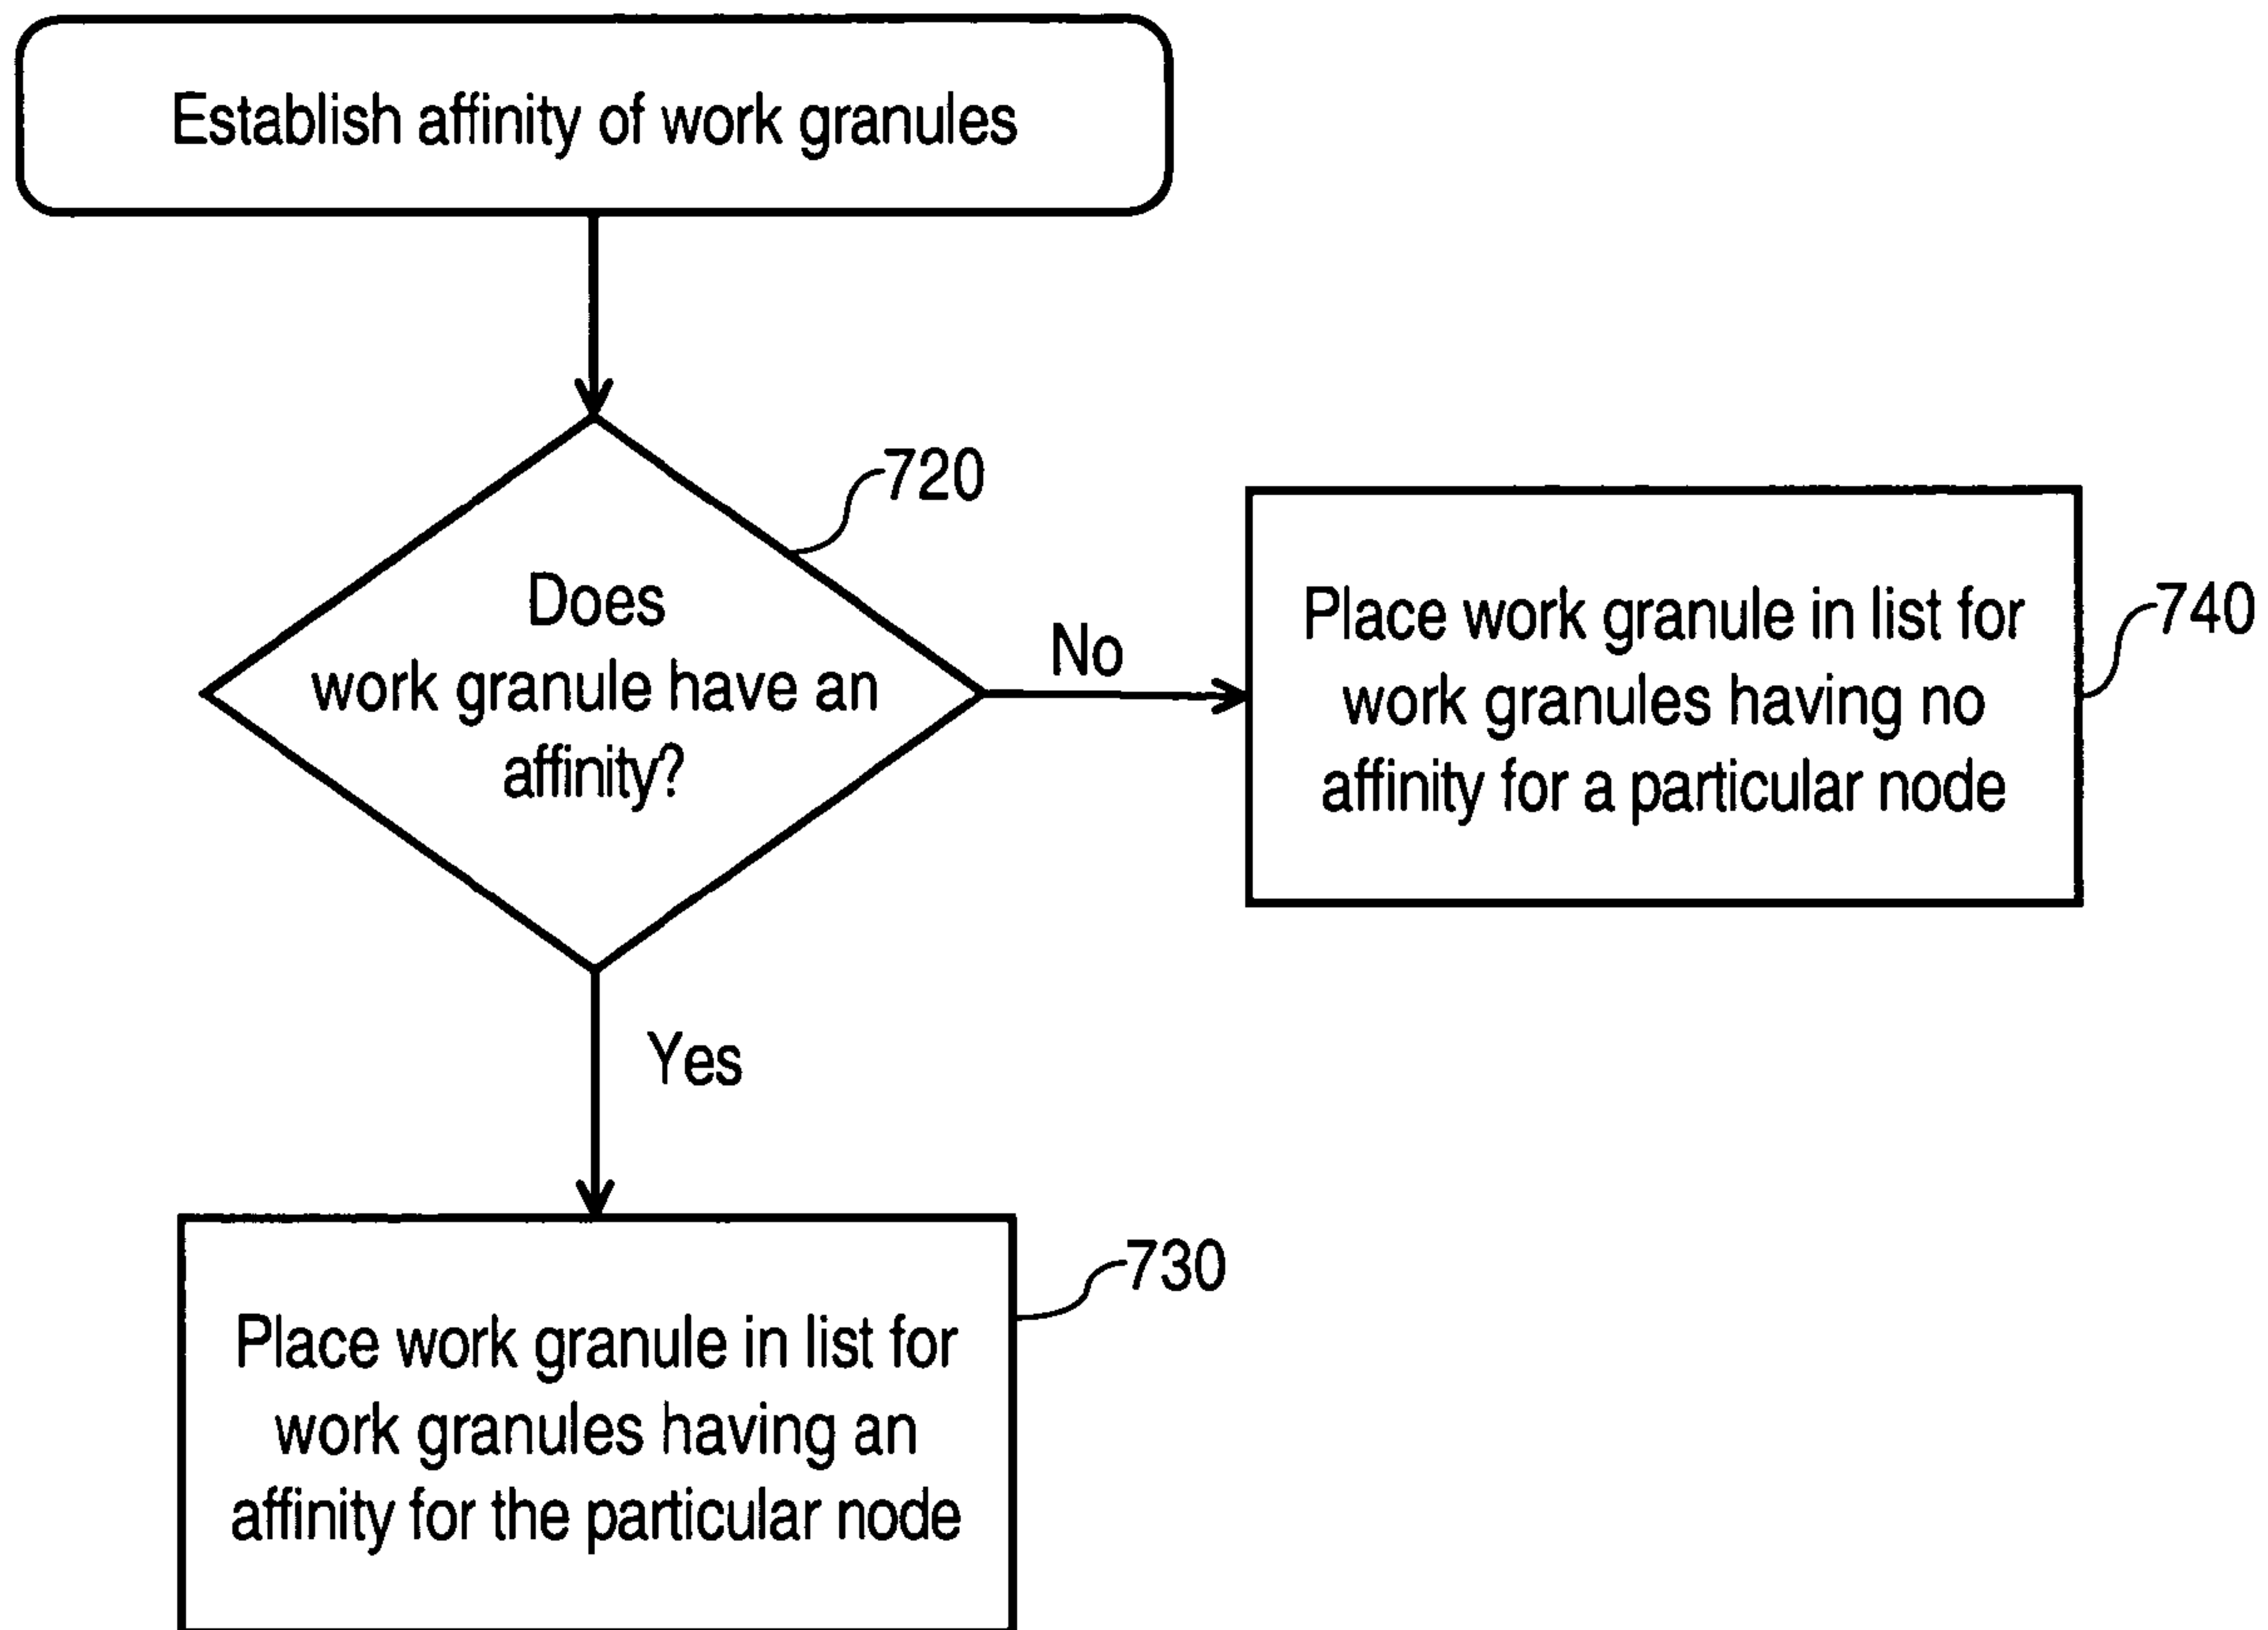 Establish affinity of work granules
720
Does
work granule have an
affinity?
No
Place work granule in list for
work granules having no
affinity for a particular node
740
Yes
730
Place work granule in list for
work granules having an
affinity for the particular node